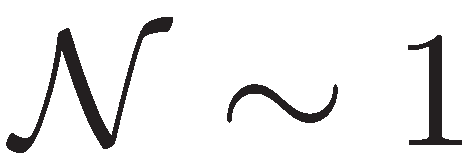 𝒩 ∼ 1